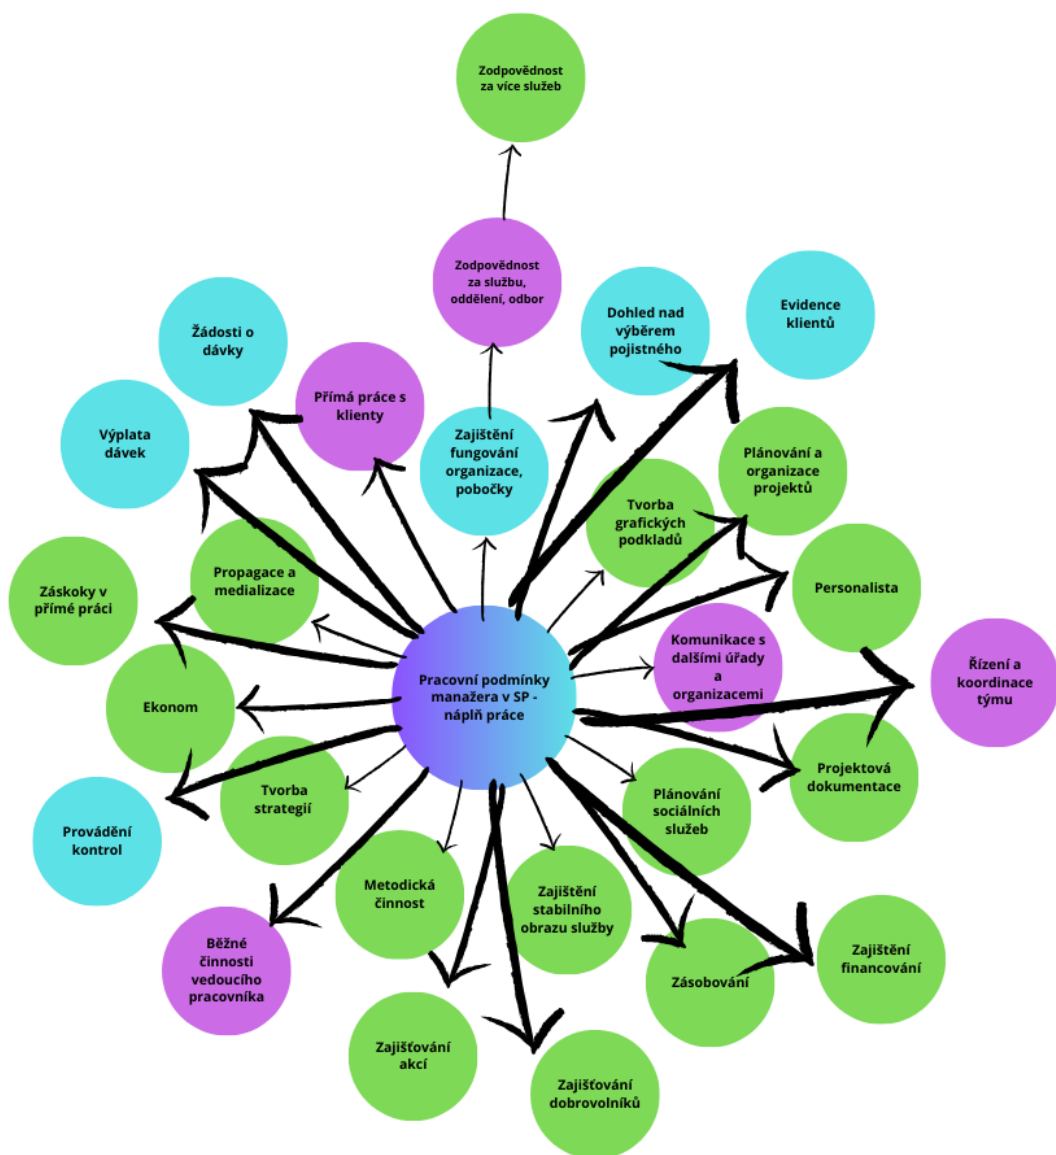 Zodpovědnost
za více služeb
Zodpovědnost
za službu,
oddělení, odbor
Dohled nad
výběrem
pojistného
Evidence
klientů
Žádosti o
dávky
Přímá práce s
klienty
Výplata
dávek
Zajištění
fungování
organizace,
pobočky
Plánování a
organizace
projektů
Tvorba
grafických
podkladů
Propagace a
medializace
Záskoky v
přímé práci
Personalista
Komunikace s
dalšími úřady
a
organizacemi
Řízení a
koordinace
týmu
Pracovní podmínky
manažera v SP -
náplň práce
Ekonom
Projektová
dokumentace
Tvorba
strategií
Plánování
sociálních
služeb
Provádění
kontrol
Metodická
činnost
Zajištění
stabilního
obrazu služby
Běžné
činnosti
vedoucího
pracovníka
Zásobování
Zajištění
financování
Zajišťování
akcí
Zajišťování
dobrovolníků